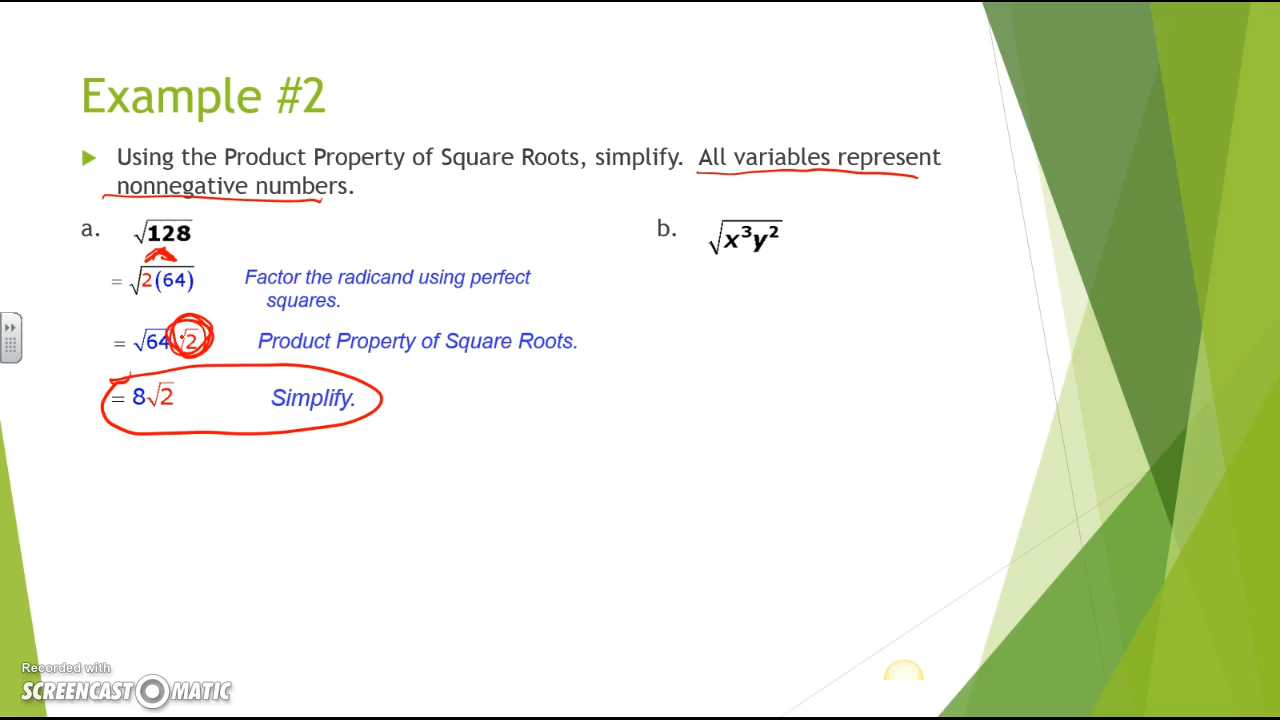 Example #2
Using the Product Property of Square Roots, simplify. All variables represent
nonnegative numbers.
a. √128
= √2(64) Factor the radicand using perfect
squares.
= √64 √2 Product Property of Square Roots.
= 8√2 Simplify.
b. √x³y²
Recorded with
SCREENCAST MATIC